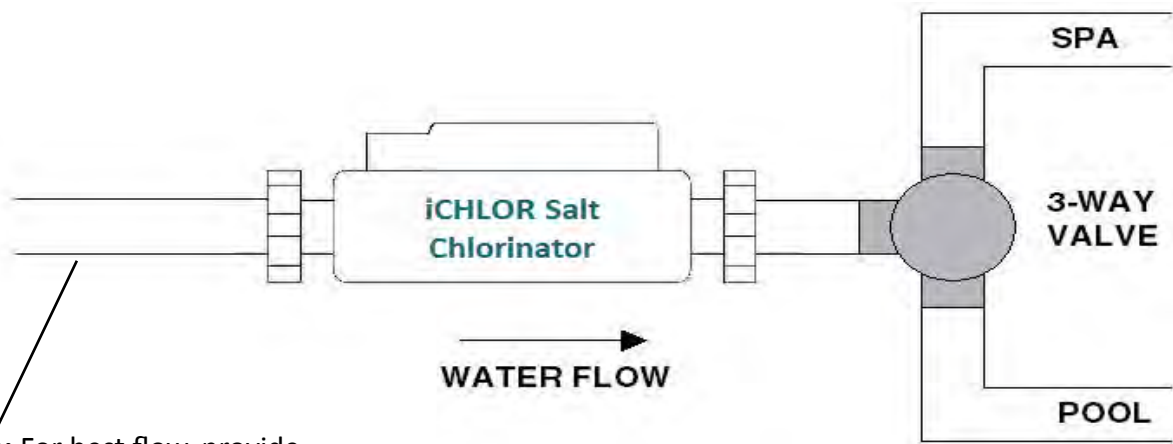 SPA
iCHLOR Salt
Chlorinator
3-WAY
VALVE
WATER FLOW
POOL
For best flow, provide